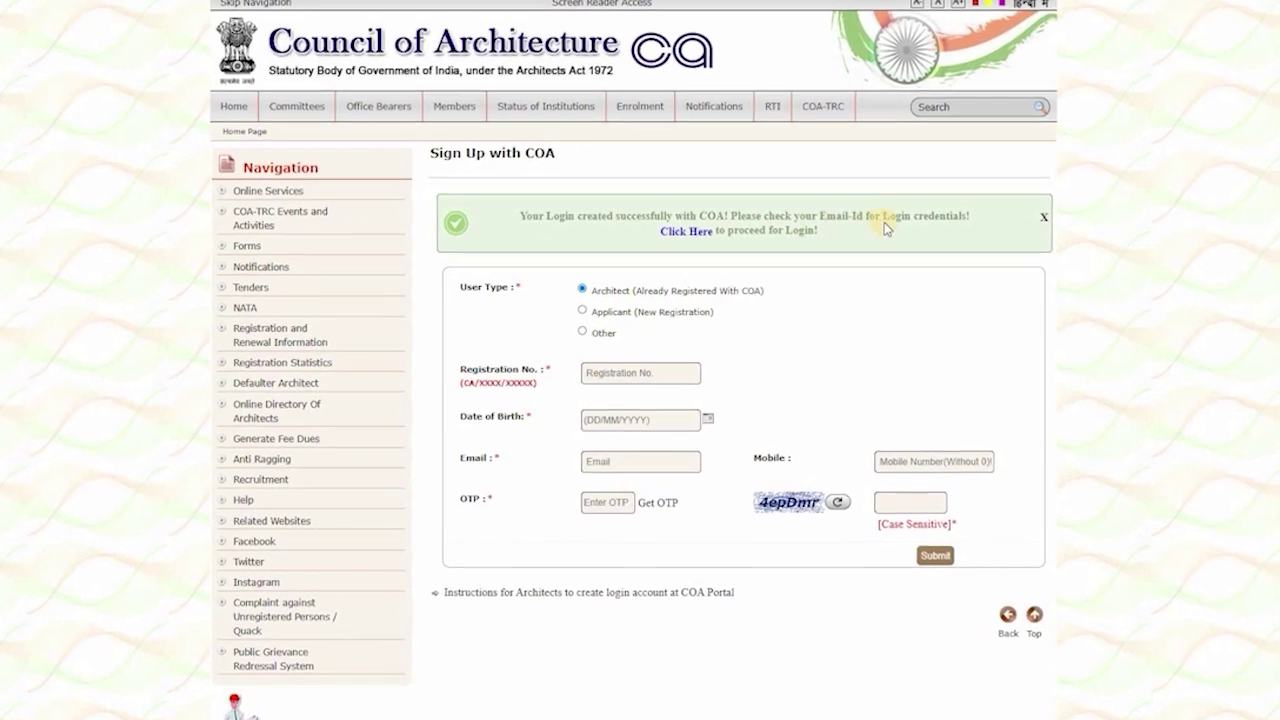 Skip Navigation
Screen Reader Access
A- A A+ हिन्दी में
Council of Architecture
Statutory Body of Government of India, under the Architects Act 1972
Home
Committees
Office Bearers
Members
Status of Institutions
Enrolment
Notifications
RTI
COA-TRC
Search
Home Page
Navigation
Online Services
COA-TRC Events and
Activities
Forms
Notifications
Tenders
NATA
Registration and
Renewal Information
Registration Statistics
Defaulter Architect
Online Directory Of
Architects
Generate Fee Dues
Anti Ragging
Recruitment
Help
Related Websites
Facebook
Twitter
Instagram
Complaint against
Unregistered Persons /
Quack
Public Grievance
Redressal System
Sign Up with COA
Your Login created successfully with COA! Please check your Email-Id for Login credentials!
Click Here to proceed for Login!
X
User Type : *
Architect (Already Registered With COA)
Applicant (New Registration)
Other
Registration No. : *
(CA/XXXX/XXXXX)
Registration No.
Date of Birth: *
(DD/MM/YYYY)
Email : *
Email
Mobile :
Mobile Number(Without 0)
OTP : *
Enter OTP
Get OTP
4epDmr
[Case Sensitive]*
Submit
Instructions for Architects to create login account at COA Portal
Back
Top